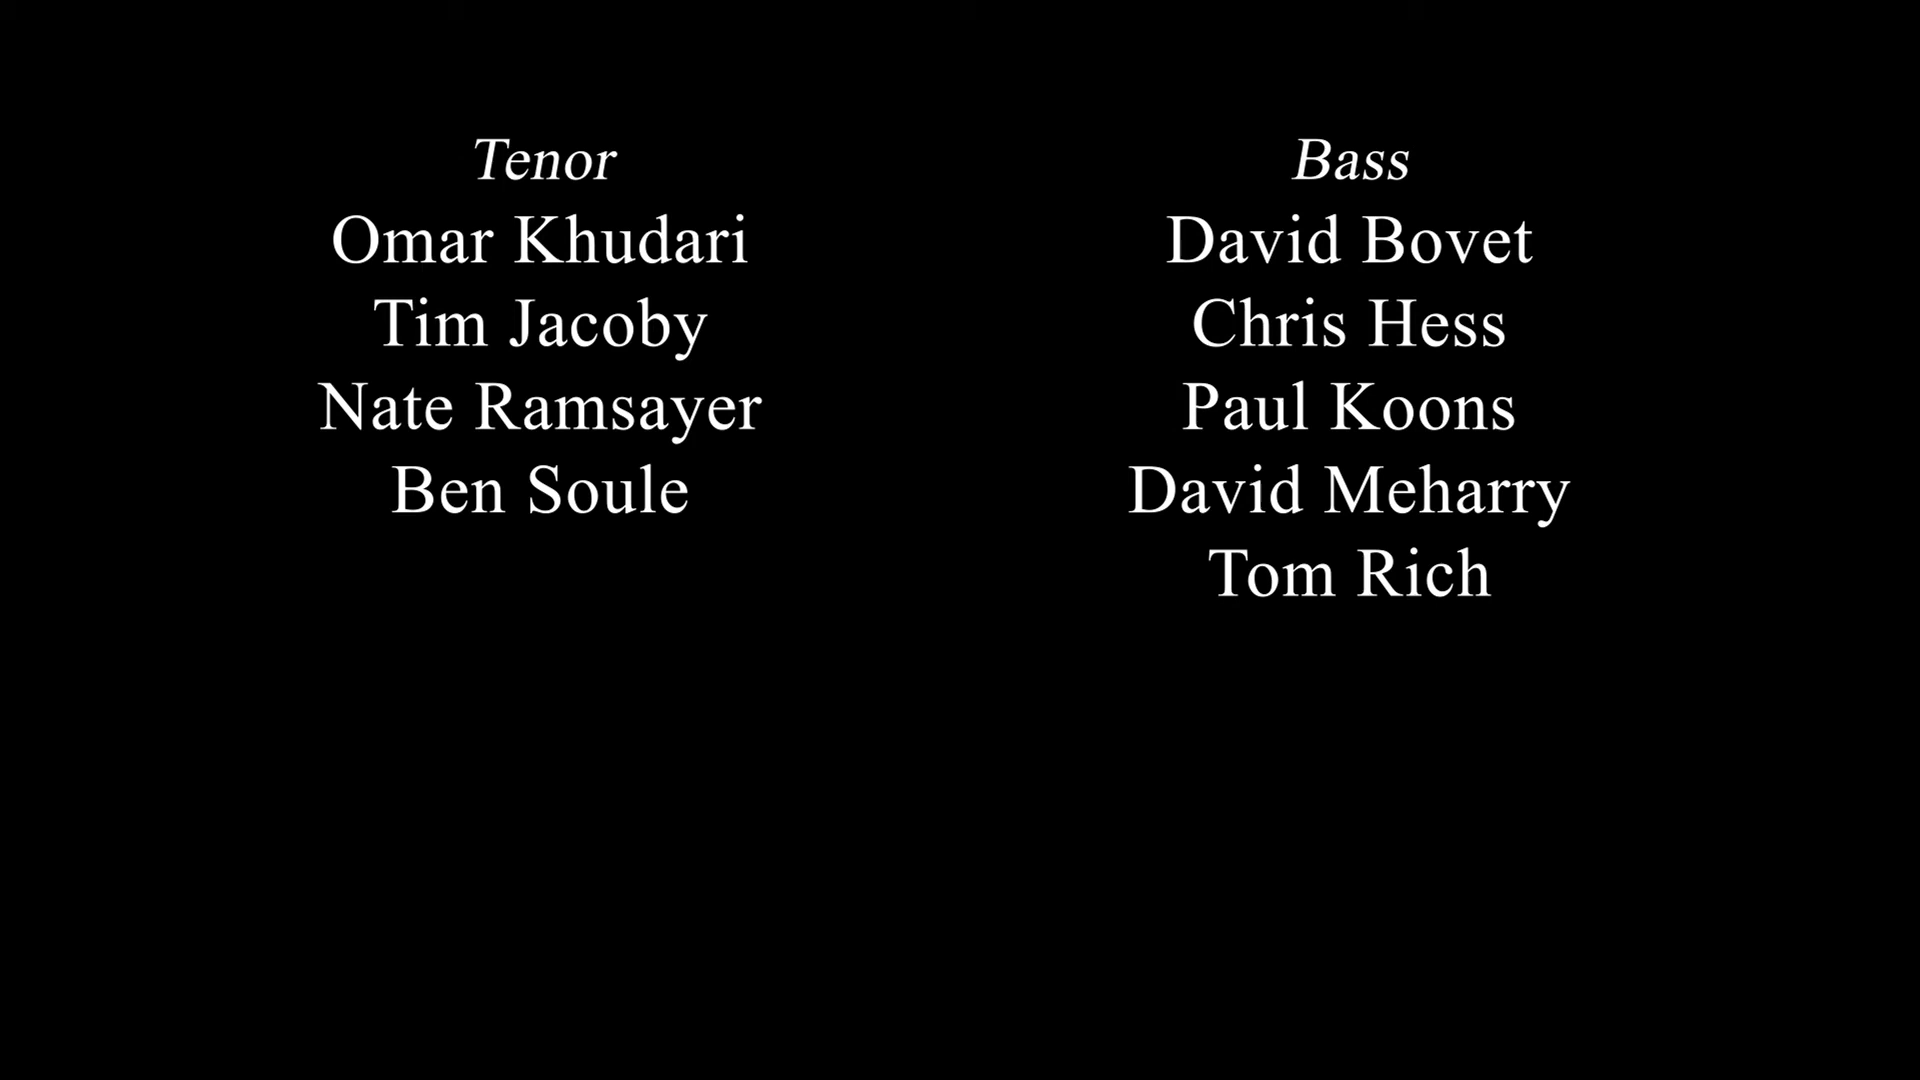 Tenor
Omar Khudari
Tim Jacoby
Nate Ramsayer
Ben Soule
Bass
David Bovet
Chris Hess
Paul Koons
David Meharry
Tom Rich